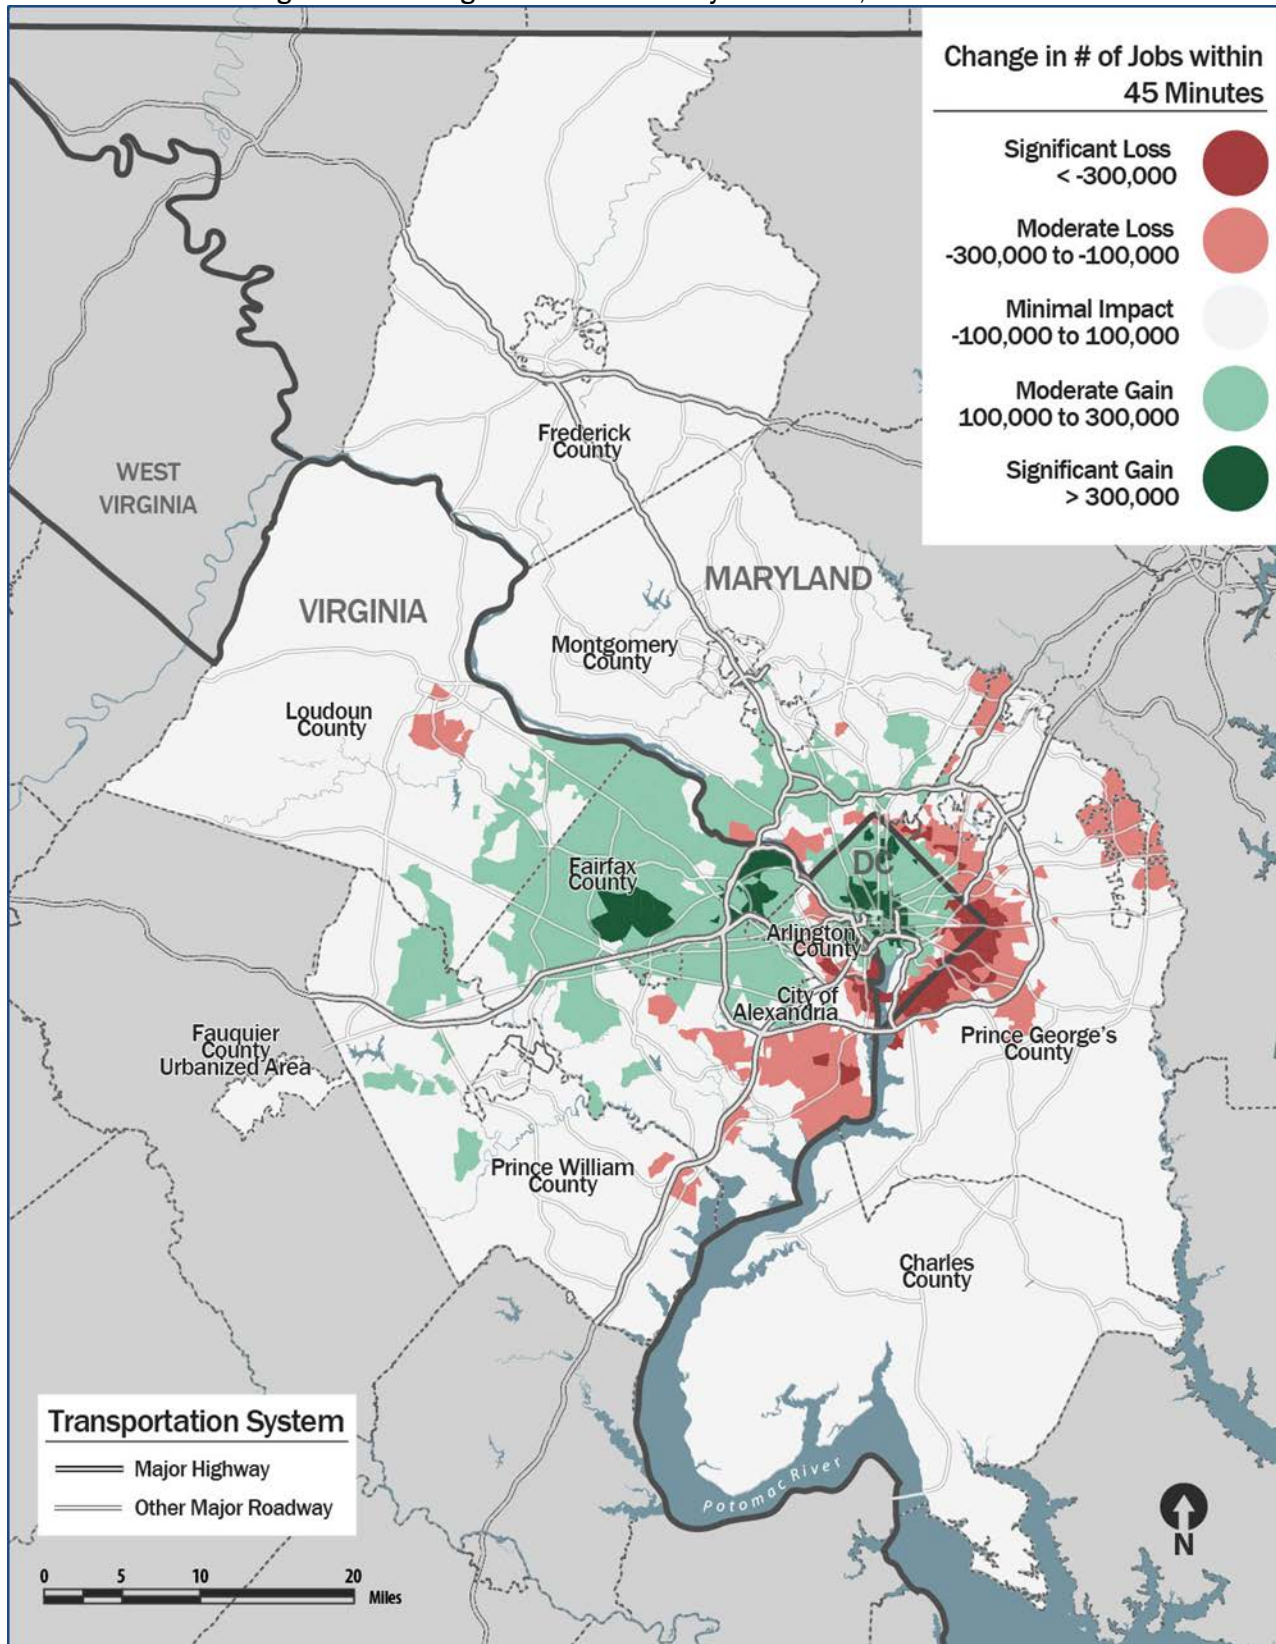 Change in # of Jobs within
45 Minutes
Significant Loss
< -300,000
Moderate Loss
-300,000 to -100,000
Minimal Impact
-100,000 to 100,000
Moderate Gain
100,000 to 300,000
Significant Gain
> 300,000
Frederick
County
WEST
VIRGINIA
MARYLAND
VIRGINIA
Montgomery
County
Loudoun
County
DC
Fairfax
County
Arlington
County
City of
Alexandria
Fauquier
County
Urbanized Area
Prince George's
County
Prince William
County
Charles
County
Potomac River
Transportation System
Major Highway
Other Major Roadway
0 5 10 20
Miles
N